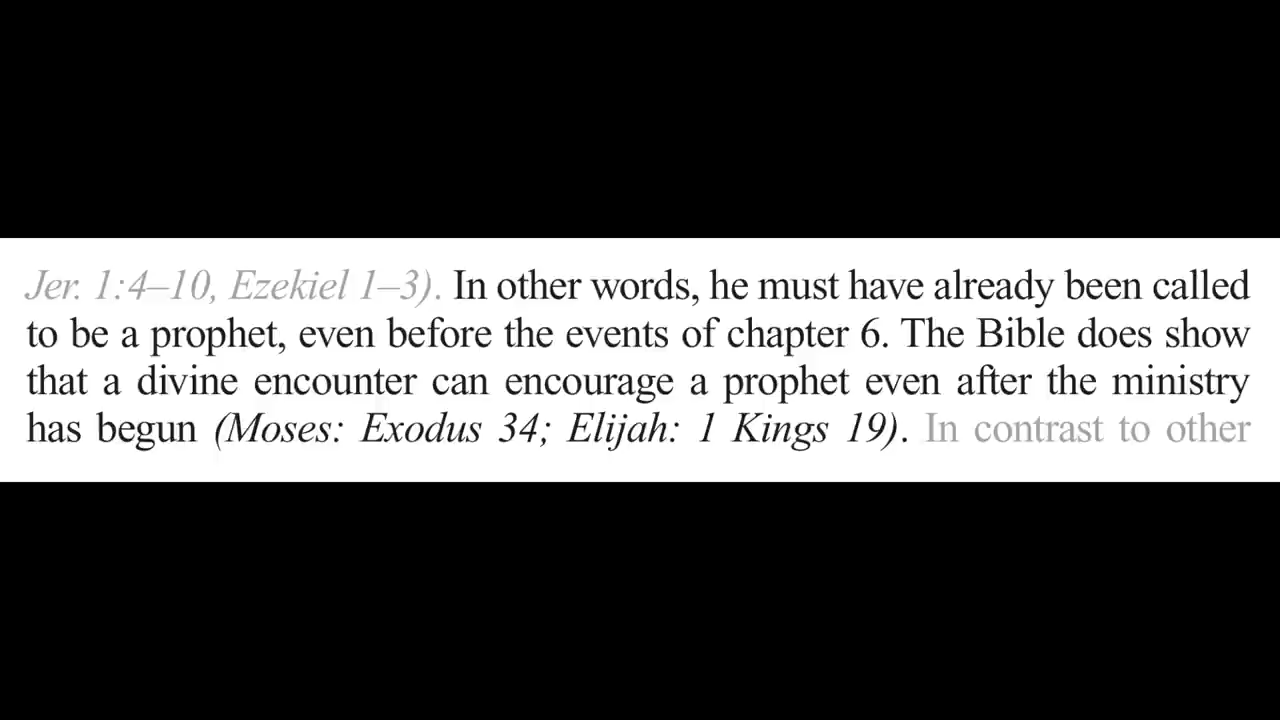 Jer. 1:4–10, Ezekiel 1–3). In other words, he must have already been called
to be a prophet, even before the events of chapter 6. The Bible does show
that a divine encounter can encourage a prophet even after the ministry
has begun (Moses: Exodus 34; Elijah: 1 Kings 19). In contrast to other